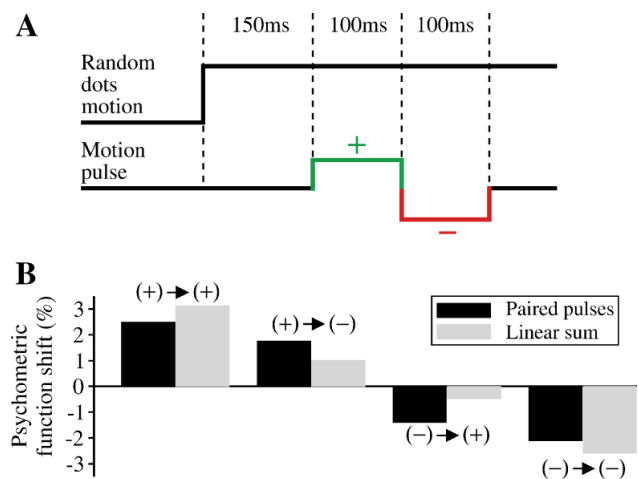 A
150ms 100ms 100ms
Random
dots
motion
Motion
pulse
+
−
B
Psychometric
function shift (%)
3
2
1
0
-1
-2
-3
(+)→(+)
(+)→(−)
(−)→(+)
(−)→(−)
Paired pulses
Linear sum